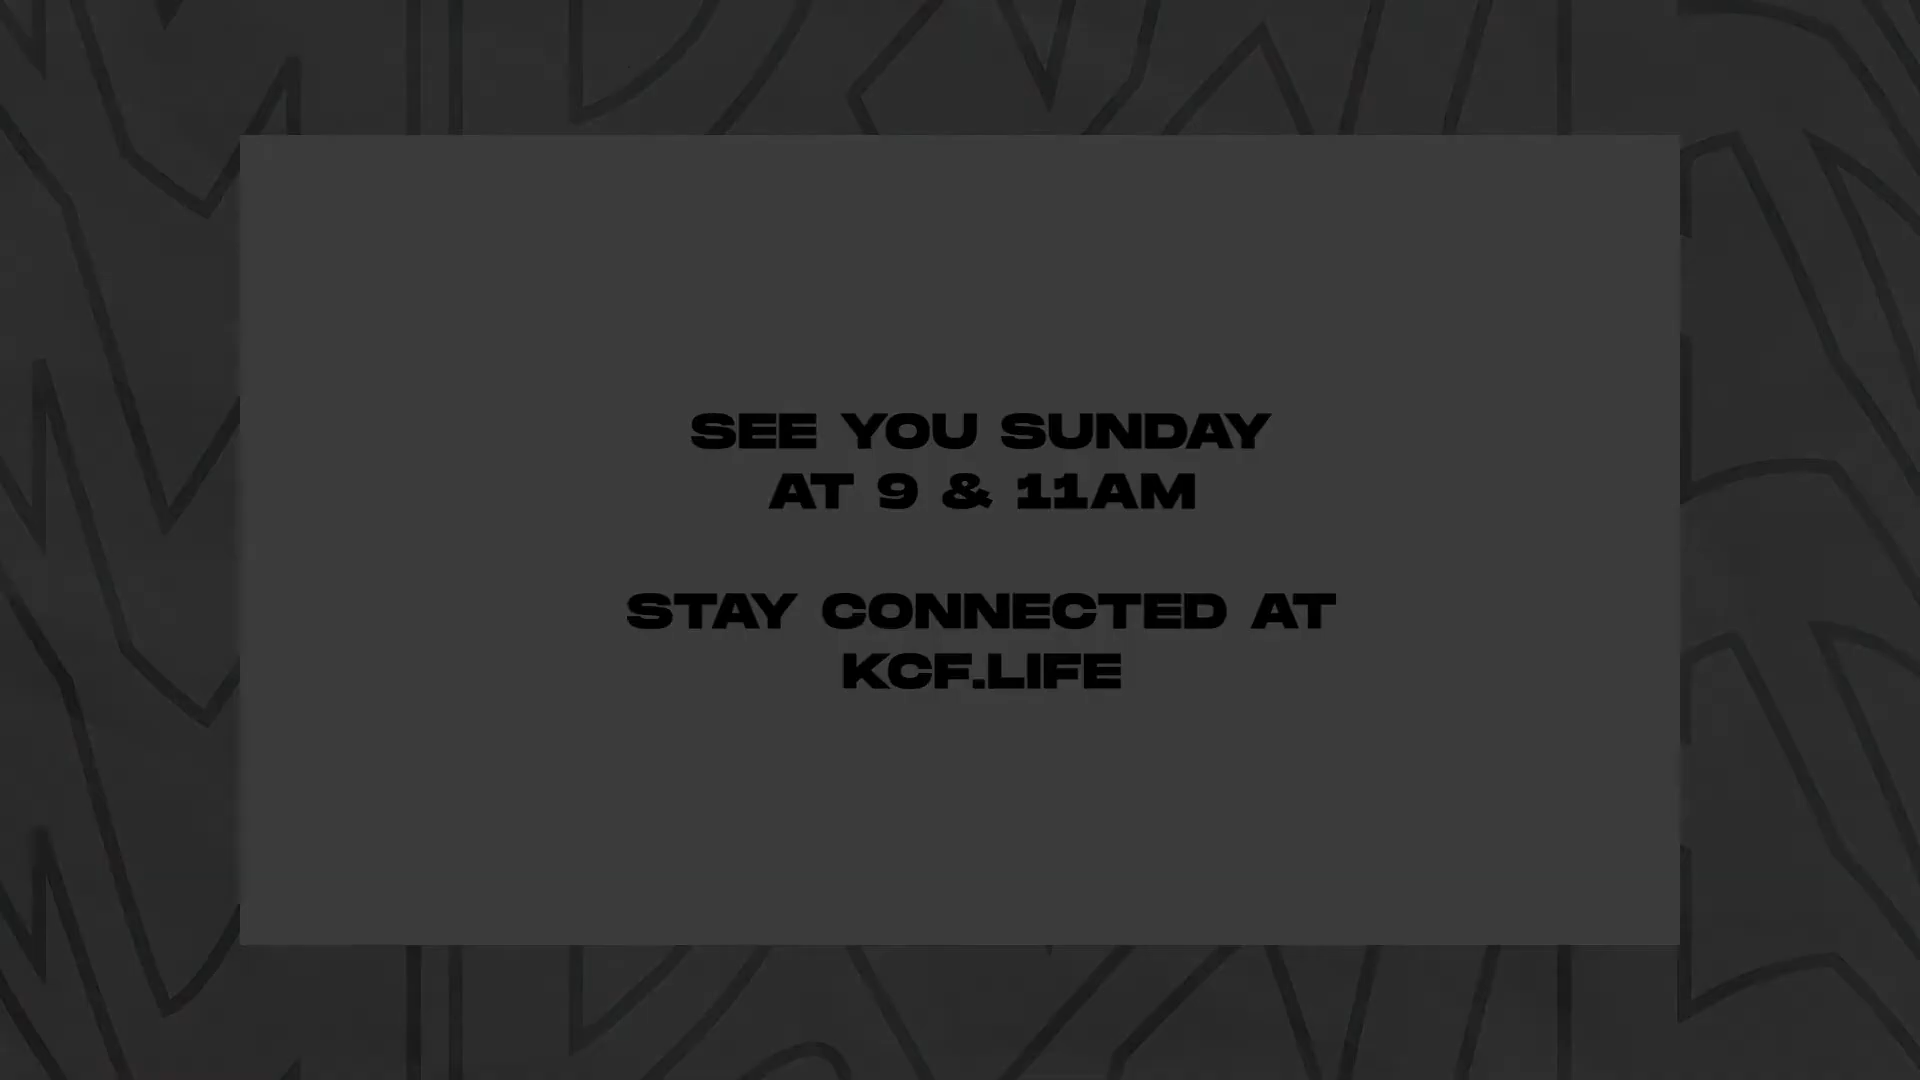 SEE YOU SUNDAY
AT 9 & 11AM
STAY CONNECTED AT
KCF.LIFE